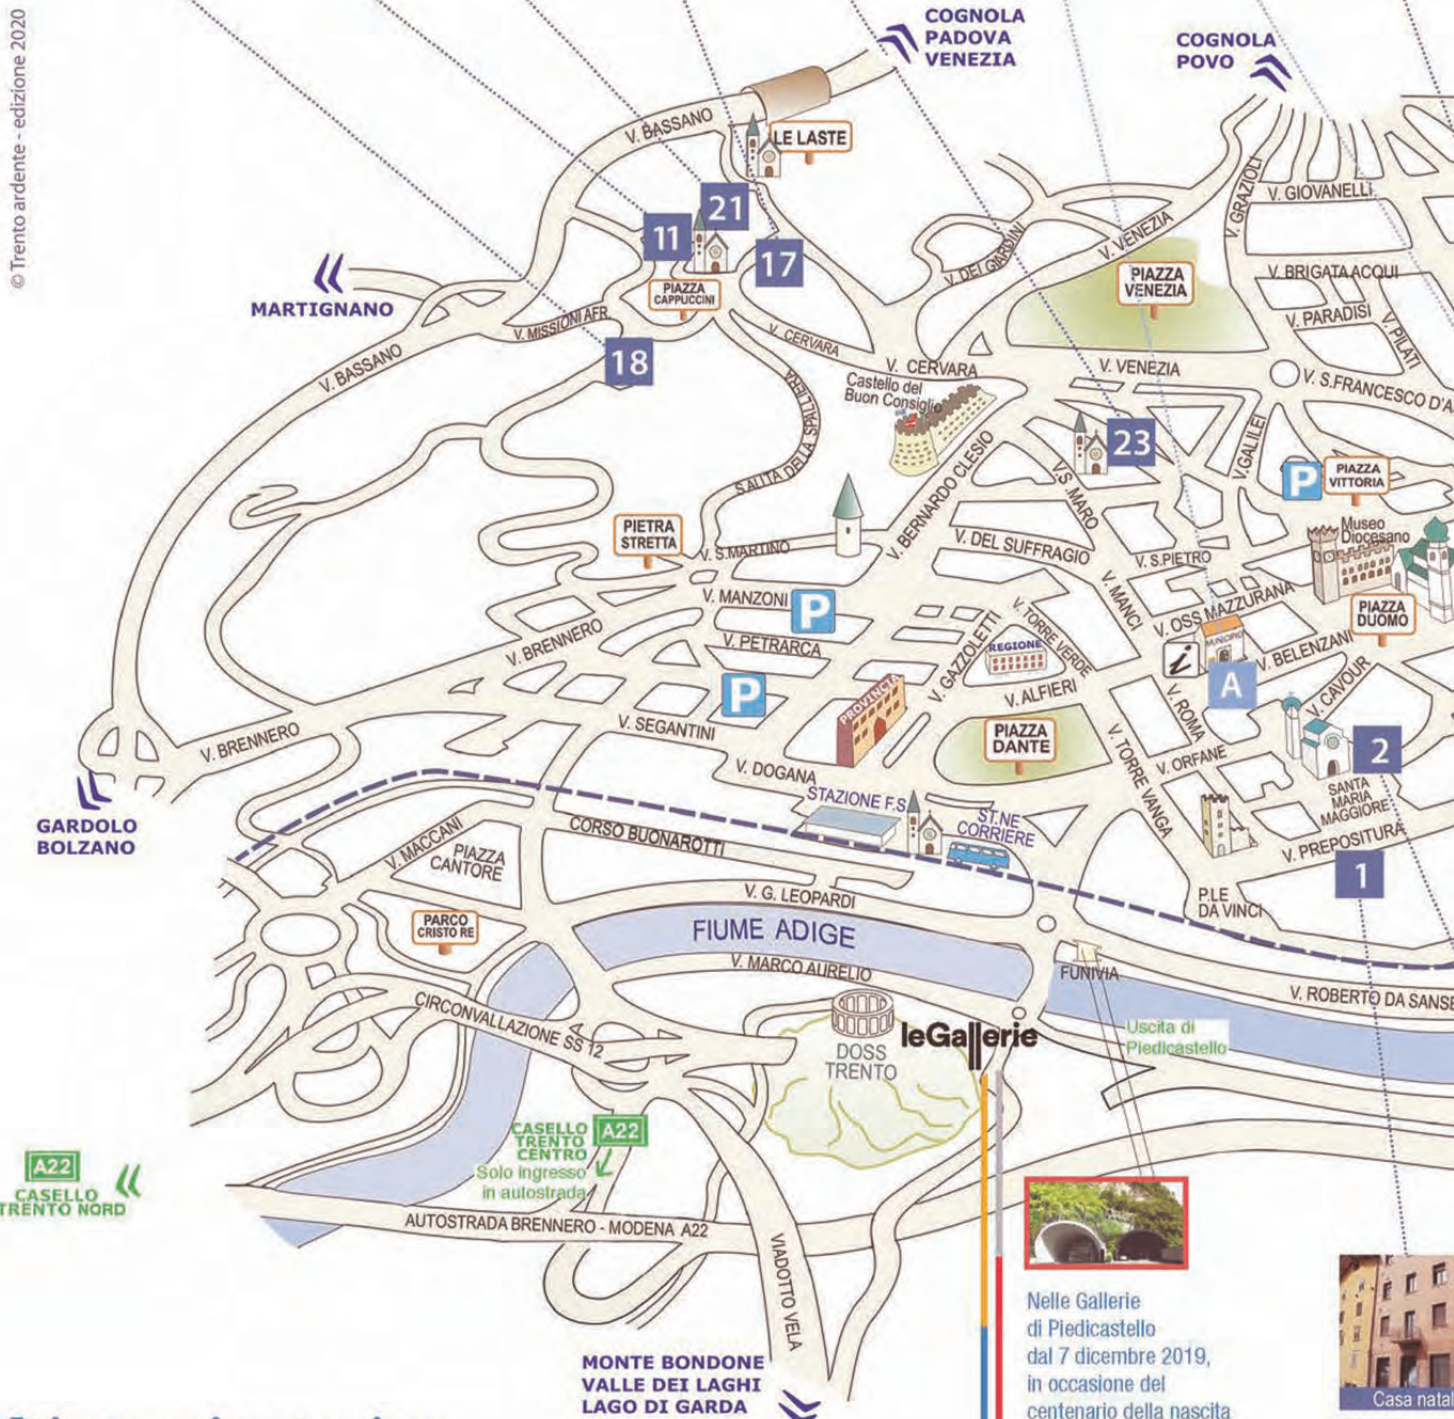 © Trento ardente - edizione 2020
COGNOLA
PADOVA
VENEZIA
COGNOLA
POVO
V. BASSANO
LE LASTE
21
11
17
PIAZZA
CAPPUCCINI
MARTIGNANO
V. MISSIONI AFR.
18
V. BASSANO
V. CERVARA
V. CERVARA
V. DEI GIARDINI
V. VENEZIA
V. GRAZIOLI
V. GIOVANELLI
PIAZZA
VENEZIA
V. BRIGATA ACQUI
V. PARADISI
V. PILATI
V. VENEZIA
V. S.FRANCESCO D'A
Castello del
Buon Consiglio
SALITA DELLA SPALLIERA
V. BERNARDO CLESIO
23
V.S. MARO
V.GALILEI
P
PIAZZA
VITTORIA
Museo
Diocesano
PIETRA
STRETTA
V. S.MARTINO
V. DEL SUFFRAGIO
V. S.PIETRO
V. MANZONI
P
V. MANCI
V. OSS MAZZURANA
PIAZZA
DUOMO
V. BRENNERO
V. PETRARCA
V. GAZZOLETTI
V. TORRE VERDE
REGIONE
MUNICIPIO
i
V. BELENZANI
A
P
PROVINCIA
V. ALFIERI
V. ROMA
V. CAVOUR
V. SEGANTINI
PIAZZA
DANTE
V. BRENNERO
V. DOGANA
V. TORRE VANGA
V. ORFANE
2
SANTA
MARIA
MAGGIORE
GARDOLO
BOLZANO
STAZIONE F.S.
ST.NE
CORRIERE
V. PREPOSITURA
1
CORSO BUONAROTTI
V. MACCANI
PIAZZA
CANTORE
V. G. LEOPARDI
P.LE
DA VINCI
PARCO
CRISTO RE
FIUME ADIGE
V. MARCO AURELIO
FUNIVIA
V. ROBERTO DA SANSE
CIRCONVALLAZIONE SS 12
DOSS
TRENTO
leGallerie
Uscita di
Piedicastello
CASELLO
TRENTO
CENTRO
A22
Solo ingresso
in autostrada
A22
CASELLO
TRENTO NORD
AUTOSTRADA BRENNERO - MODENA A22
VIADOTTO VELA
MONTE BONDONE
VALLE DEI LAGHI
LAGO DI GARDA
Nelle Gallerie
di Piedicastello
dal 7 dicembre 2019,
in occasione del
centenario della nascita
Casa natal